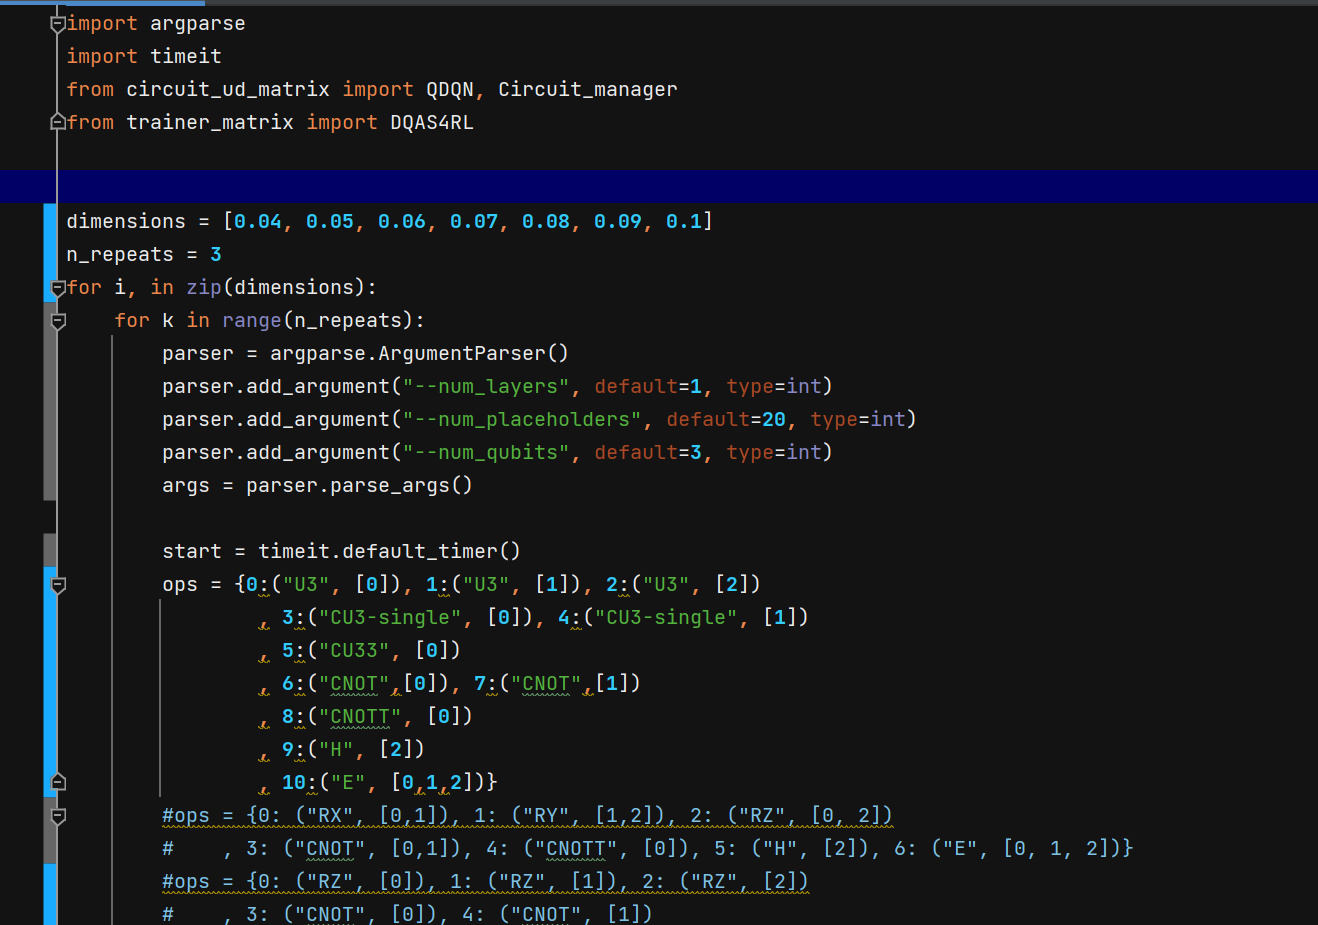 import argparse
import timeit
from circuit_ud_matrix import QDQN, Circuit_manager
from trainer_matrix import DQAS4RL
dimensions = [0.04, 0.05, 0.06, 0.07, 0.08, 0.09, 0.1]
n_repeats = 3
for i, in zip(dimensions):
    for k in range(n_repeats):
        parser = argparse.ArgumentParser()
        parser.add_argument("--num_layers", default=1, type=int)
        parser.add_argument("--num_placeholders", default=20, type=int)
        parser.add_argument("--num_qubits", default=3, type=int)
        args = parser.parse_args()
        start = timeit.default_timer()
        ops = {0:("U3", [0]), 1:("U3", [1]), 2:("U3", [2])
                , 3:("CU3-single", [0]), 4:("CU3-single", [1])
                , 5:("CU33", [0])
                , 6:("CNOT",[0]), 7:("CNOT",[1])
                , 8:("CNOTT", [0])
                , 9:("H", [2])
                , 10:("E", [0,1,2])}
        #ops = {0: ("RX", [0,1]), 1: ("RY", [1,2]), 2: ("RZ", [0, 2])
        #    , 3: ("CNOT", [0,1]), 4: ("CNOTT", [0]), 5: ("H", [2]), 6: ("E", [0, 1, 2])}
        #ops = {0: ("RZ", [0]), 1: ("RZ", [1]), 2: ("RZ", [2])
        #    , 3: ("CNOT", [0]), 4: ("CNOT", [1])